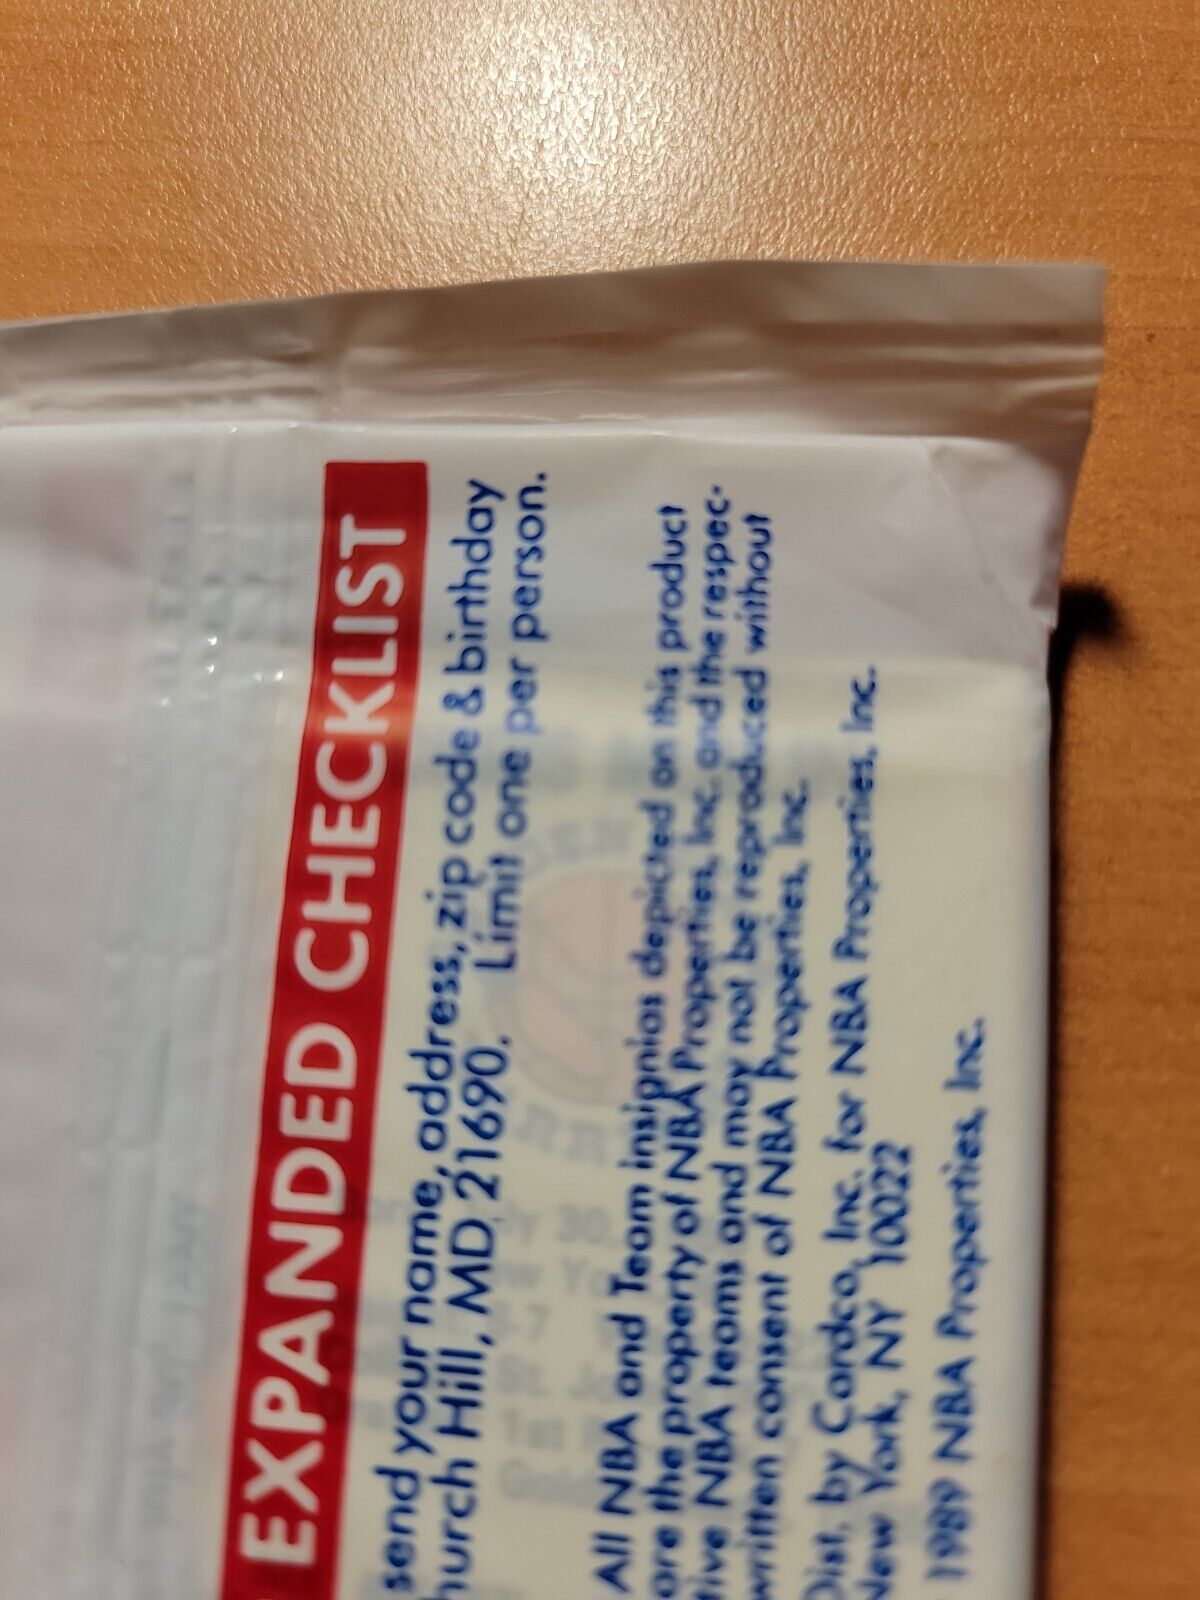 EXPANDED CHECKLIST
send your name, address, zip code & birthday
hurch Hill, MD 21690. Limit one per person.
All NBA and Team insignias depicted on this product
are the property of NBA Properties, Inc. and the respec-
tive NBA teams and may not be reproduced without
written consent of NBA Properties, Inc.
Dist. by Cardco, Inc. for NBA Properties, Inc.
New York, NY 10022
1989 NBA Properties, Inc.